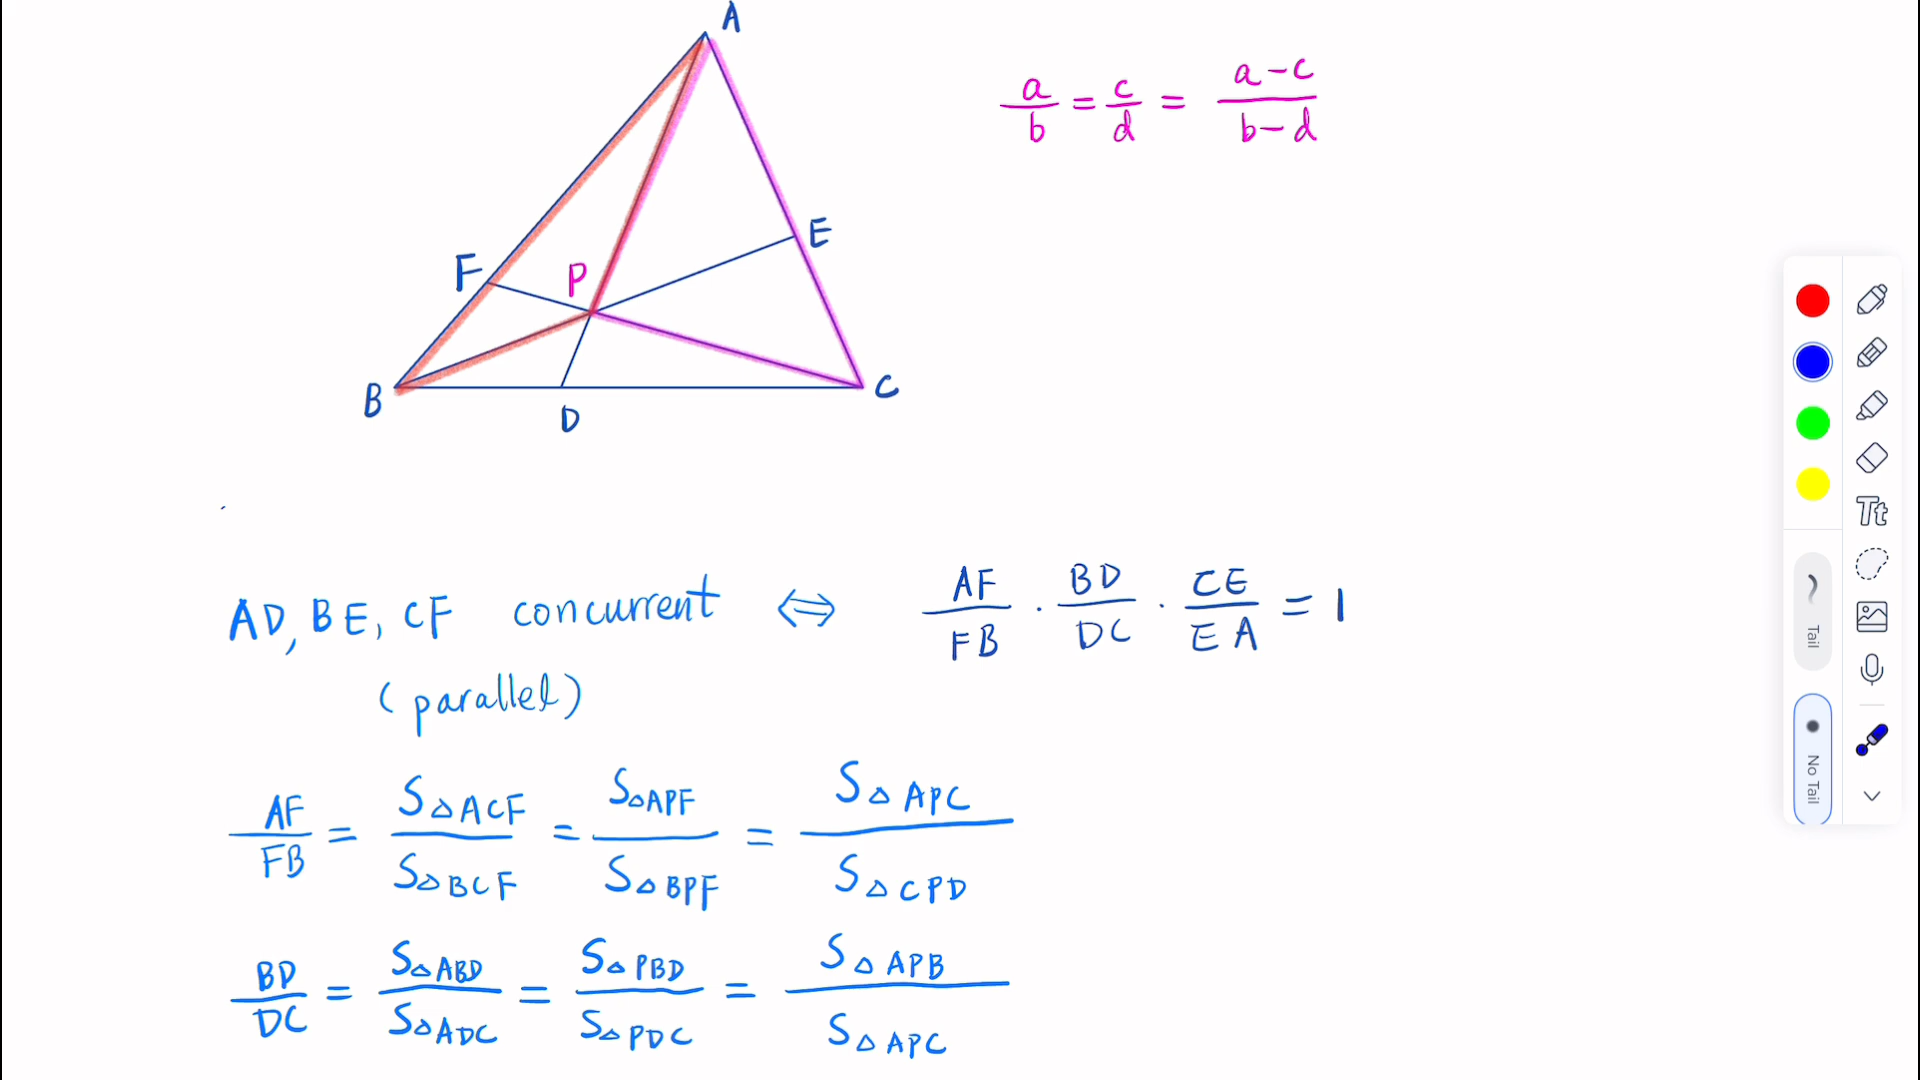 A
a/b = c/d = a-c/b-d
E
F
P
B
D
C
AD, BE, CF concurrent ⇔ AF/FB · BD/DC · CE/EA = 1
(parallel)
AF/FB = S△ACF/S△BCF = S△APF/S△BPF = S△APC/S△CPD
BD/DC = S△ABD/S△ADC = S△PBD/S△PDC = S△APB/S△APC
Tt
Tail
No Tail